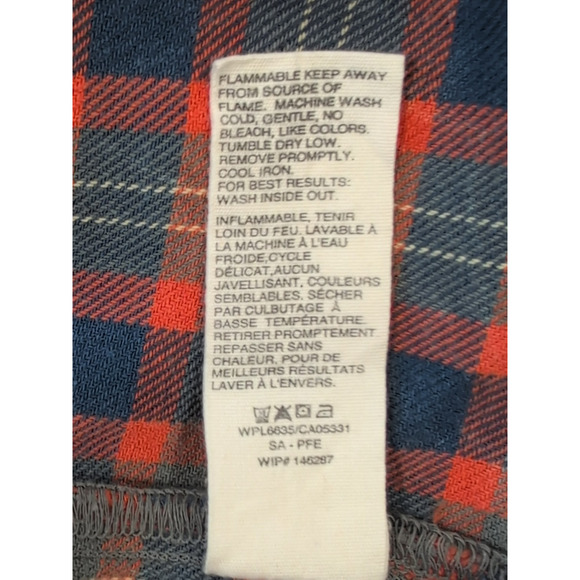 FLAMMABLE KEEP AWAY
FROM SOURCE OF
FLAME. MACHINE WASH
COLD, GENTLE, NO
BLEACH, LIKE COLORS.
TUMBLE DRY LOW.
REMOVE PROMPTLY.
COOL IRON.
FOR BEST RESULTS:
WASH INSIDE OUT.
INFLAMMABLE, TENIR
LOIN DU FEU. LAVABLE À
LA MACHINE À L'EAU
FROIDE,CYCLE
DÉLICAT,AUCUN
JAVELLISANT, COULEURS
SEMBLABLES. SÉCHER
PAR CULBUTAGE À
BASSE TEMPÉRATURE.
RETIRER PROMPTEMENT.
REPASSER SANS
CHALEUR. POUR DE
MEILLEURS RÉSULTATS
LAVER À L'ENVERS.
WPL6635/CA05331
SA - PFE
WIP# 146287